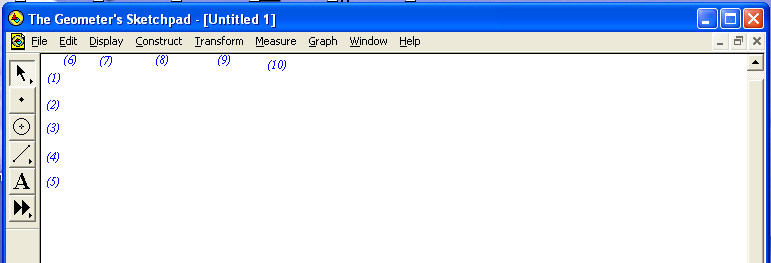 The Geometer's Sketchpad - [Untitled 1]
File Edit Display Construct Transform Measure Graph Window Help
(6) (7) (8) (9) (10)
(1)
(2)
(3)
(4)
(5)
A